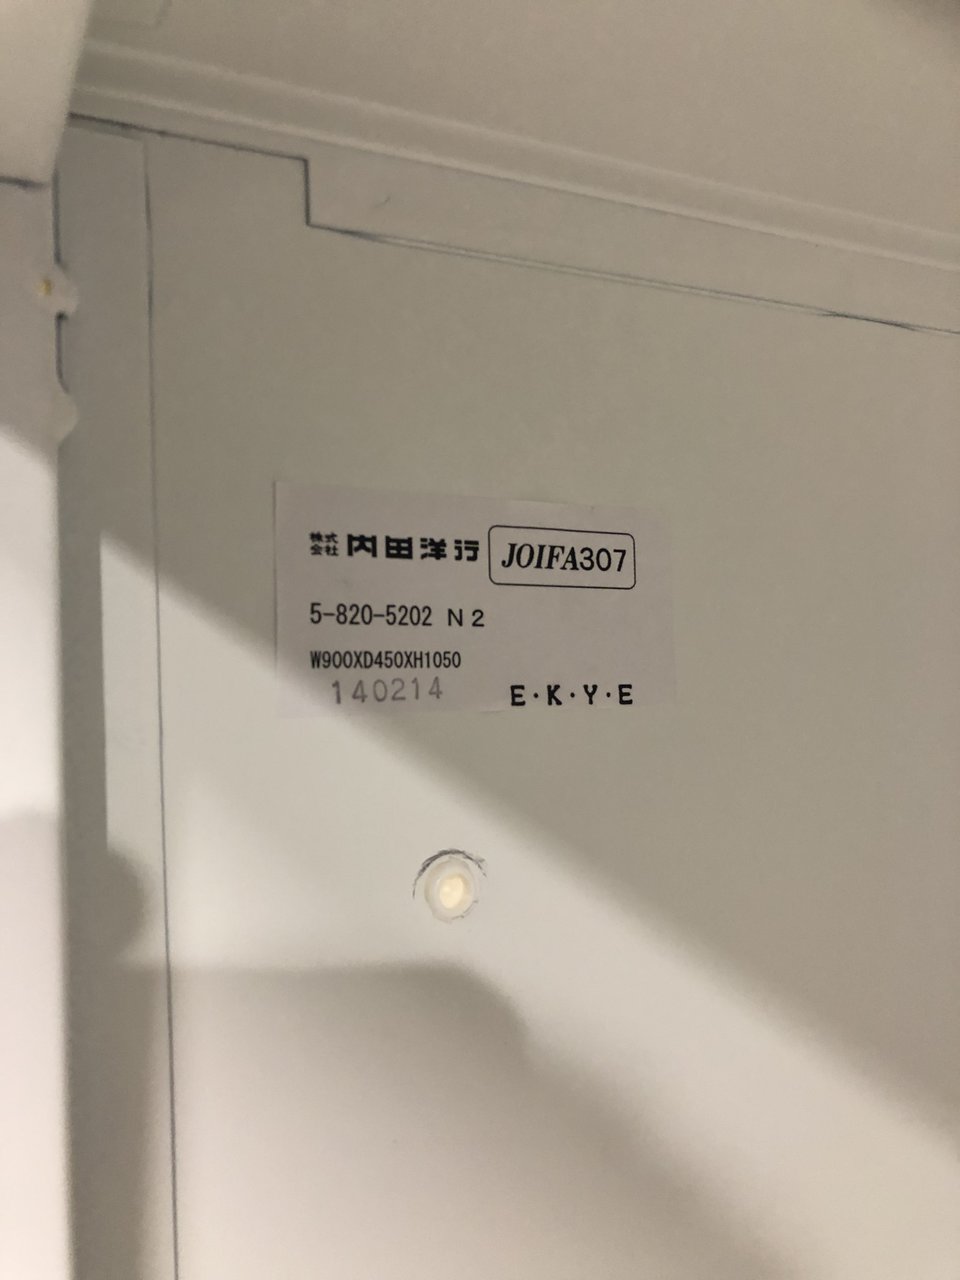 株式会社 内田洋行 JOIFA307
5-820-5202 N2
W900XD450XH1050
140214 E・K・Y・E